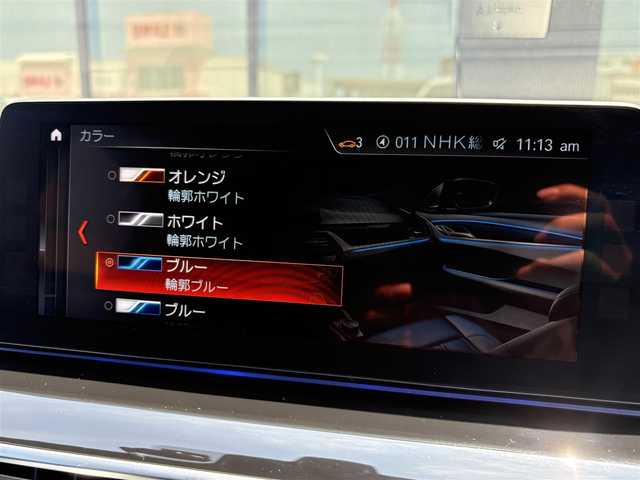 カラー
3 011 NHK総 11:13 am
オレンジ
輪郭ホワイト
ホワイト
輪郭ホワイト
ブルー
輪郭ブルー
ブルー